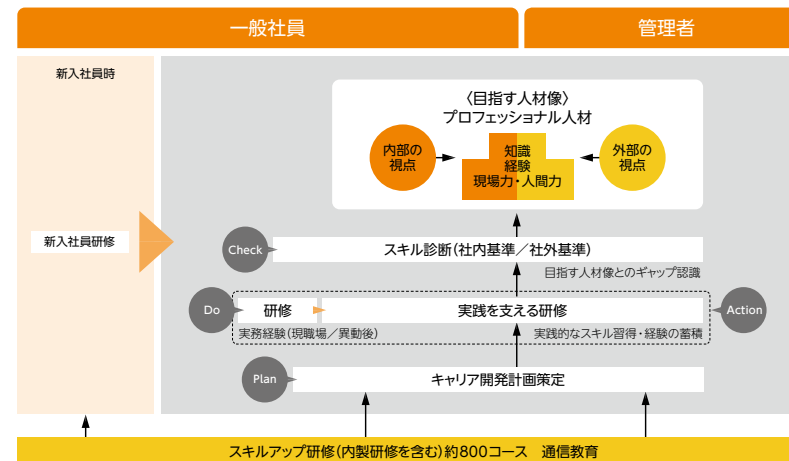 一般社員
管理者
新入社員時
〈目指す人材像〉
プロフェッショナル人材
内部の
視点
知識
経験
現場力・人間力
外部の
視点
新入社員研修
Check
スキル診断(社内基準／社外基準)
目指す人材像とのギャップ認識
Do
研修
実践を支える研修
Action
実務経験(現職場／異動後)
実践的なスキル習得・経験の蓄積
Plan
キャリア開発計画策定
スキルアップ研修(内製研修を含む)約800コース　通信教育